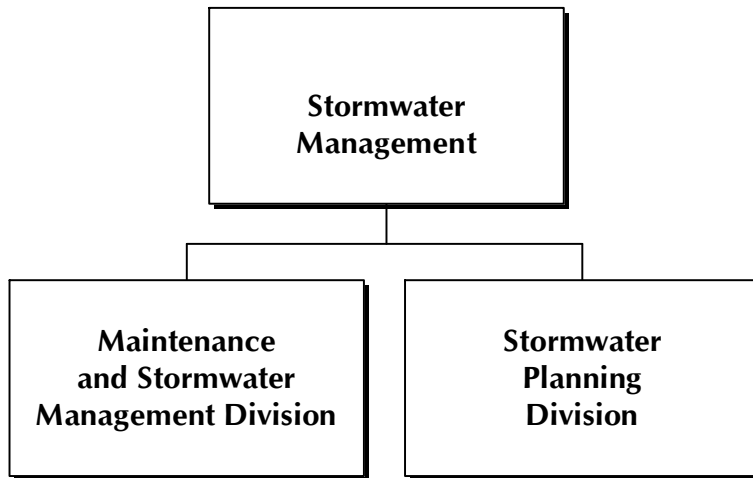 Stormwater
Management
Maintenance
and Stormwater
Management Division
Stormwater
Planning
Division